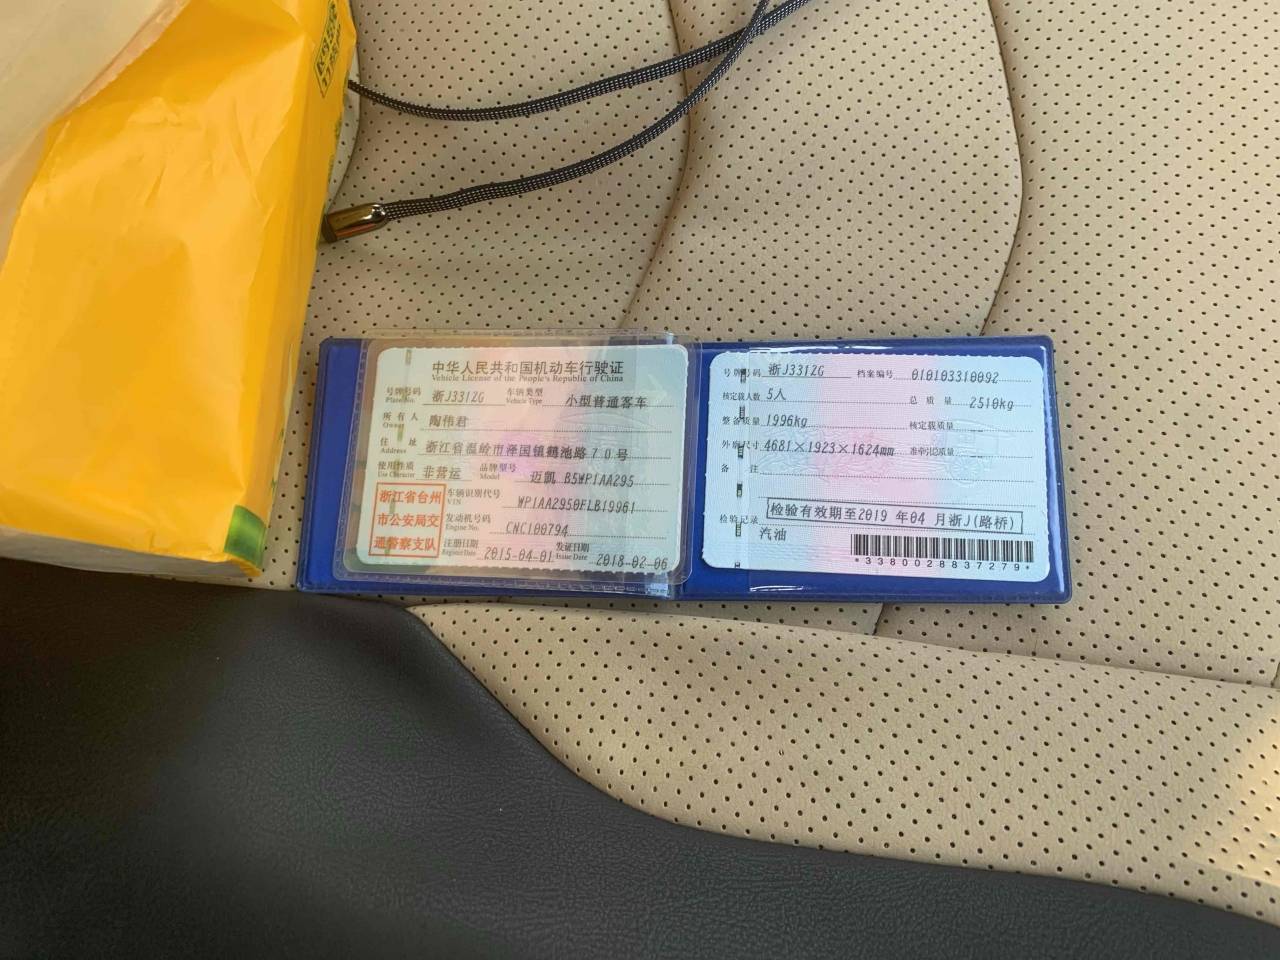 中华人民共和国机动车行驶证
Vehicle License of the People's Republic of China
号牌号码 浙J331ZG 车辆类型 小型普通客车
Plate No. Vehicle Type
所有人 陶伟君
Owner
住址 浙江省温岭市泽国镇鹤池路70号
Address
使用性质 非营运 品牌型号 迈凯 BSWP1AA295
Use Character Model
浙江省台州
市公安局交
通警察支队
车辆识别代号 WP1AA2950FLB19961
VIN
发动机号码 CNC100794
Engine No.
注册日期 2015-04-01 发证日期 2018-02-06
Register Date Issue Date
号牌号码 浙J331ZG 档案编号 010103310092
核定载人数 5人 总质量 2510kg
整备质量 1996kg 核定载质量
外廓尺寸 4681×1923×1624mm 准牵引总质量
备注
检验有效期至2019年04月浙J(路桥)
检验记录
汽油
*3380028837279*